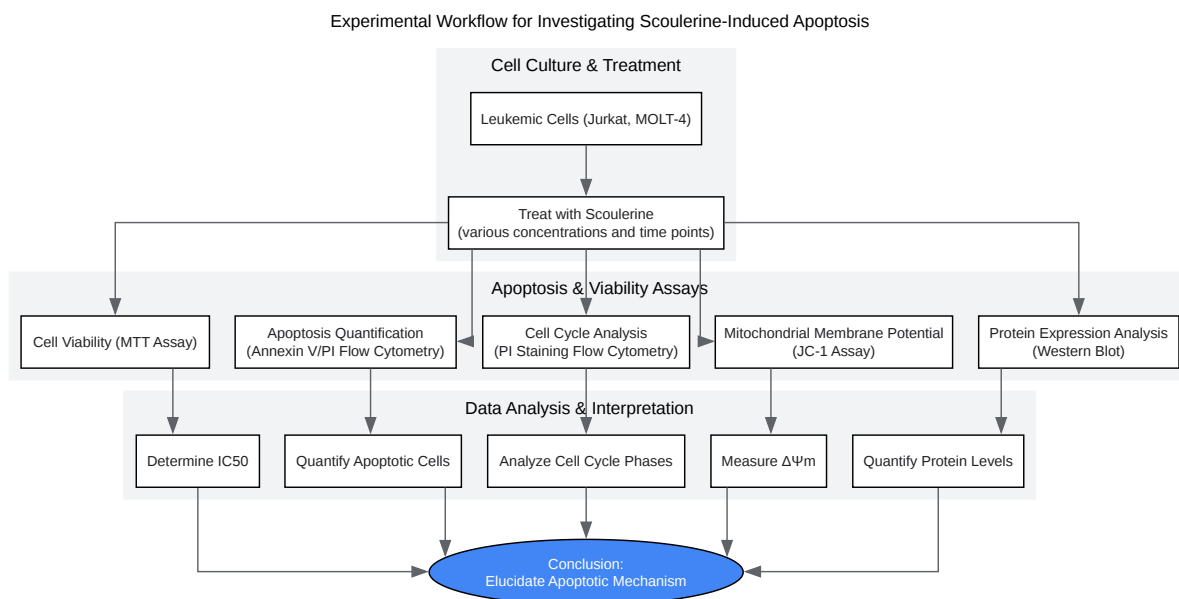 Experimental Workflow for Investigating Scoulerine-Induced Apoptosis
Cell Culture & Treatment
Leukemic Cells (Jurkat, MOLT-4)
Treat with Scoulerine
(various concentrations and time points)
Apoptosis & Viability Assays
Cell Viability (MTT Assay)
Apoptosis Quantification
(Annexin V/PI Flow Cytometry)
Cell Cycle Analysis
(PI Staining Flow Cytometry)
Mitochondrial Membrane Potential
(JC-1 Assay)
Protein Expression Analysis
(Western Blot)
Data Analysis & Interpretation
Determine IC50
Quantify Apoptotic Cells
Analyze Cell Cycle Phases
Measure ΔΨm
Quantify Protein Levels
Conclusion:
Elucidate Apoptotic Mechanism